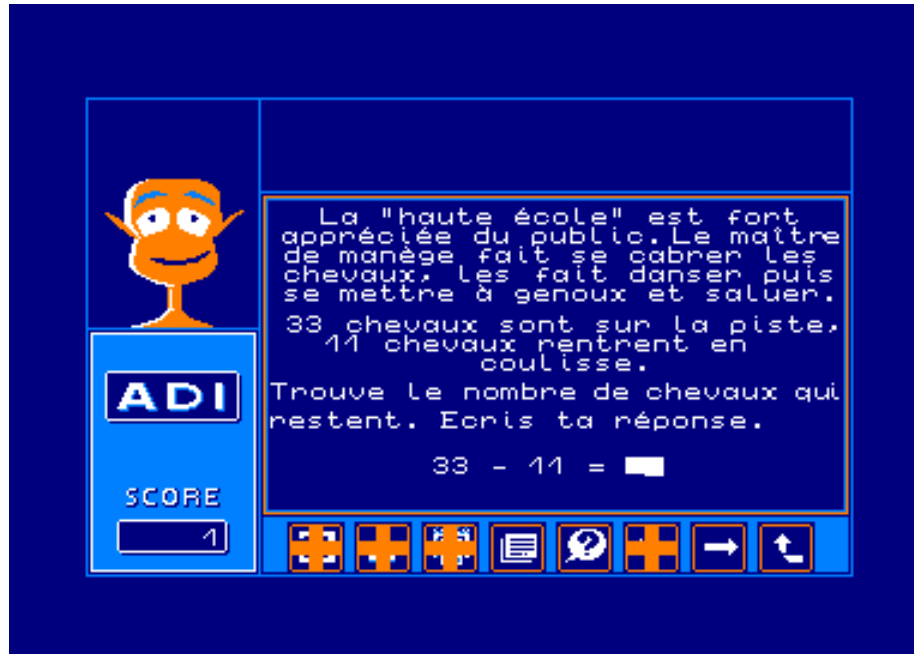 La "haute école" est fort
appréciée du public.Le maître
de manège fait se cabrer les
chevaux, les fait danser puis
se mettre à genoux et saluer.
33 chevaux sont sur la piste,
11 chevaux rentrent en
coulisse.
Trouve le nombre de chevaux qui
restent. Ecris ta réponse.
33 - 11 =
ADI
SCORE
1